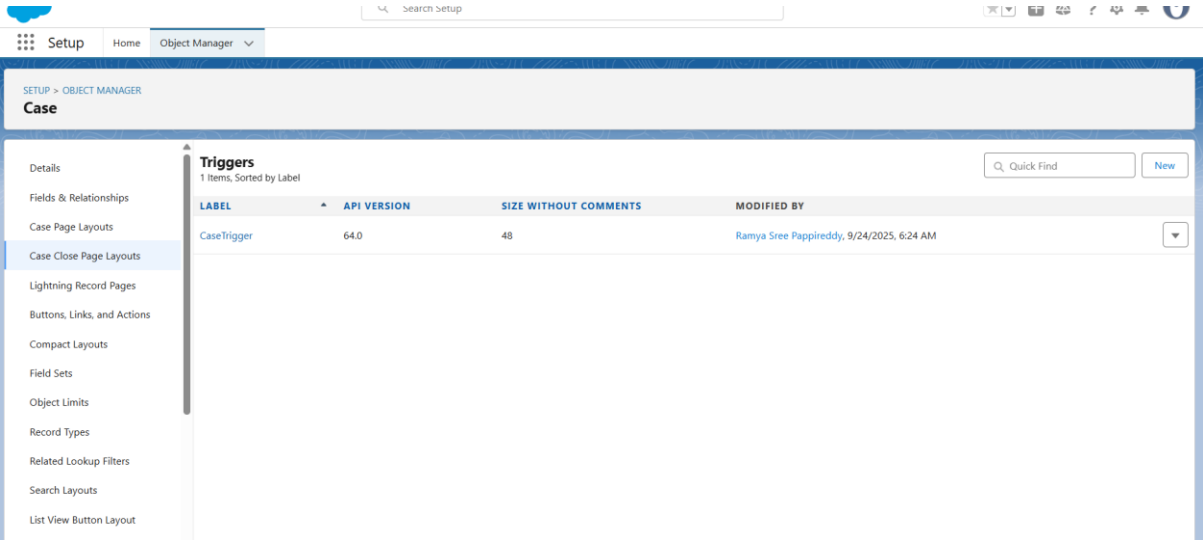 Search Setup
Setup Home Object Manager
SETUP > OBJECT MANAGER
Case
Details
Fields & Relationships
Case Page Layouts
Case Close Page Layouts
Lightning Record Pages
Buttons, Links, and Actions
Compact Layouts
Field Sets
Object Limits
Record Types
Related Lookup Filters
Search Layouts
List View Button Layout
Triggers
1 Items, Sorted by Label
Quick Find
New
LABEL API VERSION SIZE WITHOUT COMMENTS MODIFIED BY
CaseTrigger 64.0 48 Ramya Sree Pappireddy, 9/24/2025, 6:24 AM